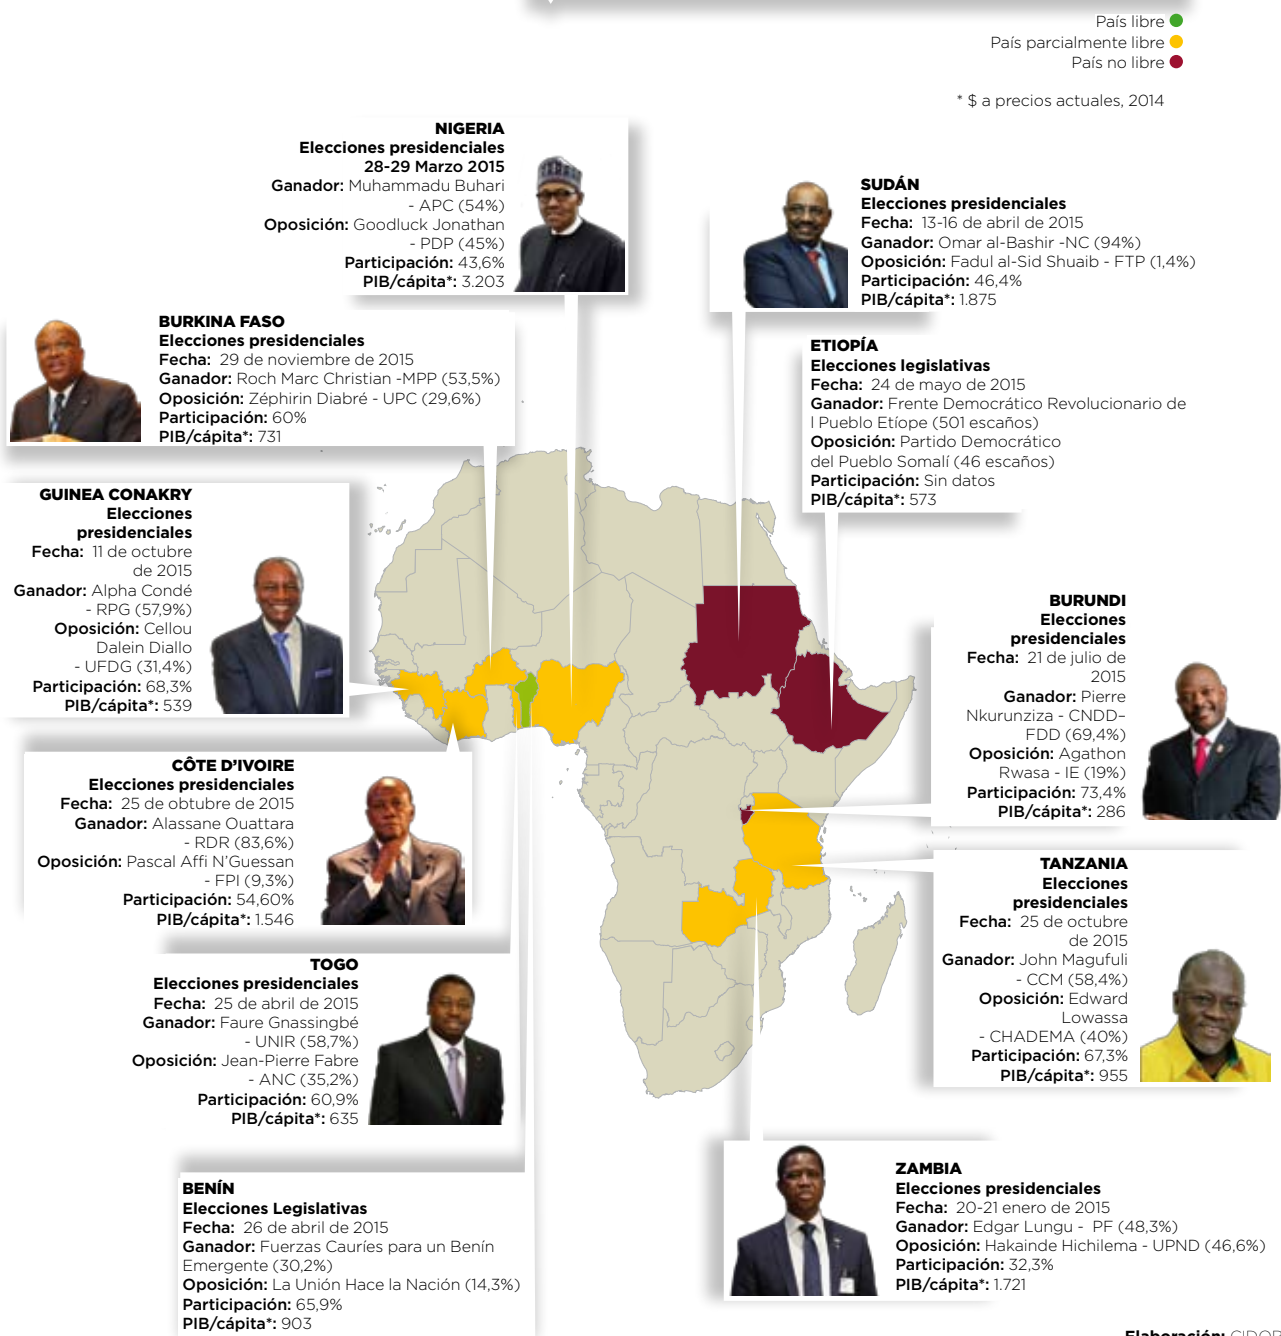 País libre
País parcialmente libre
País no libre
* $ a precios actuales, 2014
NIGERIA
Elecciones presidenciales
28-29 Marzo 2015
Ganador: Muhammadu Buhari
- APC (54%)
Oposición: Goodluck Jonathan
- PDP (45%)
Participación: 43,6%
PIB/cápita*: 3.203
SUDÁN
Elecciones presidenciales
Fecha: 13-16 de abril de 2015
Ganador: Omar al-Bashir -NC (94%)
Oposición: Fadul al-Sid Shuaib - FTP (1,4%)
Participación: 46,4%
PIB/cápita*: 1.875
BURKINA FASO
Elecciones presidenciales
Fecha: 29 de noviembre de 2015
Ganador: Roch Marc Christian -MPP (53,5%)
Oposición: Zéphirin Diabré - UPC (29,6%)
Participación: 60%
PIB/cápita*: 731
ETIOPÍA
Elecciones legislativas
Fecha: 24 de mayo de 2015
Ganador: Frente Democrático Revolucionario de
l Pueblo Etíope (501 escaños)
Oposición: Partido Democrático
del Pueblo Somalí (46 escaños)
Participación: Sin datos
PIB/cápita*: 573
GUINEA CONAKRY
Elecciones
presidenciales
Fecha: 11 de octubre
de 2015
Ganador: Alpha Condé
- RPG (57,9%)
Oposición: Cellou
Dalein Diallo
- UFDG (31,4%)
Participación: 68,3%
PIB/cápita*: 539
BURUNDI
Elecciones
presidenciales
Fecha: 21 de julio de
2015
Ganador: Pierre
Nkurunziza - CNDD–
FDD (69,4%)
Oposición: Agathon
Rwasa - IE (19%)
Participación: 73,4%
PIB/cápita*: 286
CÔTE D'IVOIRE
Elecciones presidenciales
Fecha: 25 de obtubre de 2015
Ganador: Alassane Ouattara
- RDR (83,6%)
Oposición: Pascal Affi N'Guessan
- FPI (9,3%)
Participación: 54,60%
PIB/cápita*: 1.546
TANZANIA
Elecciones
presidenciales
Fecha: 25 de octubre
de 2015
Ganador: John Magufuli
- CCM (58,4%)
Oposición: Edward
Lowassa
- CHADEMA (40%)
Participación: 67,3%
PIB/cápita*: 955
TOGO
Elecciones presidenciales
Fecha: 25 de abril de 2015
Ganador: Faure Gnassingbé
- UNIR (58,7%)
Oposición: Jean-Pierre Fabre
- ANC (35,2%)
Participación: 60,9%
PIB/cápita*: 635
ZAMBIA
Elecciones presidenciales
Fecha: 20-21 enero de 2015
Ganador: Edgar Lungu - PF (48,3%)
Oposición: Hakainde Hichilema - UPND (46,6%)
Participación: 32,3%
PIB/cápita*: 1.721
BENÍN
Elecciones Legislativas
Fecha: 26 de abril de 2015
Ganador: Fuerzas Cauríes para un Benín
Emergente (30,2%)
Oposición: La Unión Hace la Nación (14,3%)
Participación: 65,9%
PIB/cápita*: 903
Elaboración: CIDOB